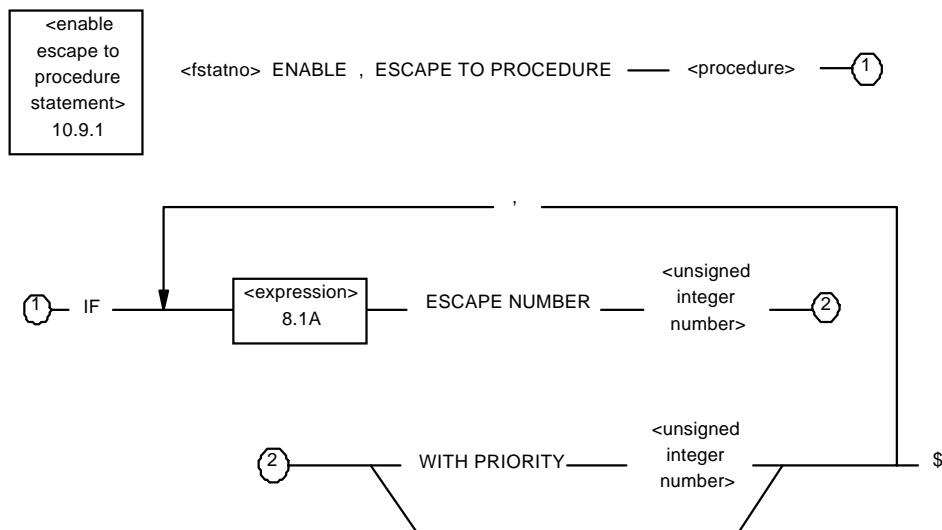 <enable
escape to
procedure
statement>
10.9.1
<fstatno> ENABLE , ESCAPE TO PROCEDURE <procedure> 1
,
1 IF <expression>
8.1A
ESCAPE NUMBER <unsigned
integer
number>
2
2 WITH PRIORITY <unsigned
integer
number>
$